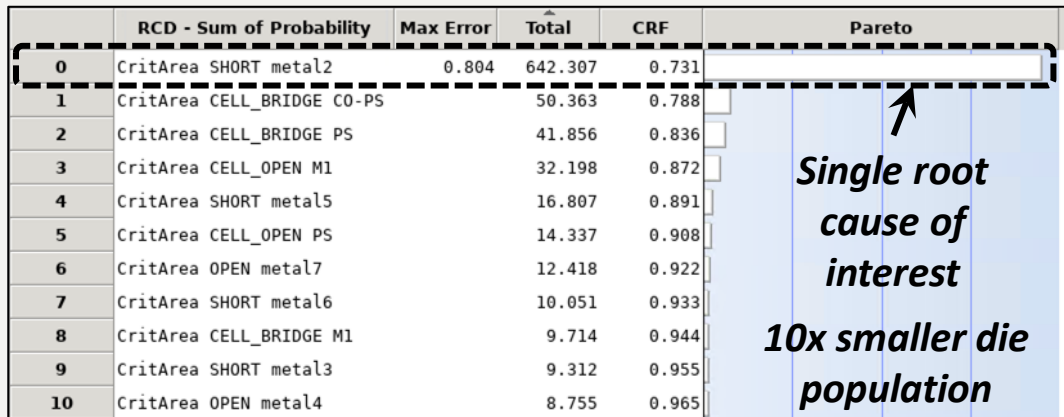 RCD - Sum of Probability Max Error Total CRF Pareto
0 CritArea SHORT metal2 0.804 642.307 0.731
1 CritArea CELL_BRIDGE CO-PS 50.363 0.788
2 CritArea CELL_BRIDGE PS 41.856 0.836
3 CritArea CELL_OPEN M1 32.198 0.872
4 CritArea SHORT metal5 16.807 0.891
5 CritArea CELL_OPEN PS 14.337 0.908
6 CritArea OPEN metal7 12.418 0.922
7 CritArea SHORT metal6 10.051 0.933
8 CritArea CELL_BRIDGE M1 9.714 0.944
9 CritArea SHORT metal3 9.312 0.955
10 CritArea OPEN metal4 8.755 0.965
Single root
cause of
interest
10x smaller die
population